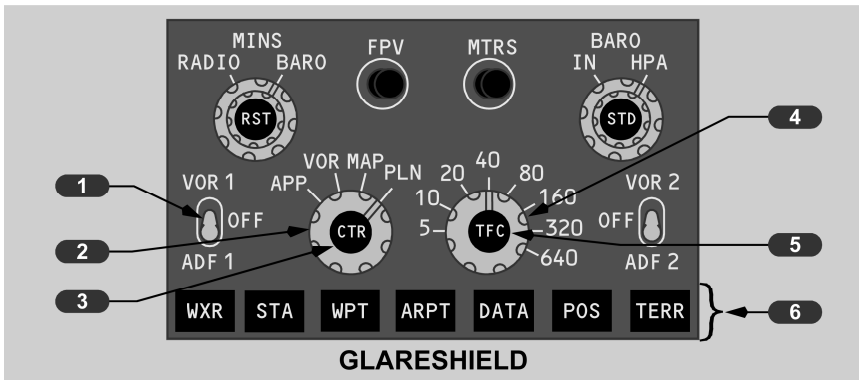 MINS
RADIO BARO
RST
FPV
MTRS
BARO
IN HPA
STD
4
1
VOR 1
OFF
ADF 1
2
3
APP VOR MAP PLN
CTR
5 10 20 40 80 160 320 640
TFC
VOR 2
OFF
ADF 2
5
WXR STA WPT ARPT DATA POS TERR
6
GLARESHIELD